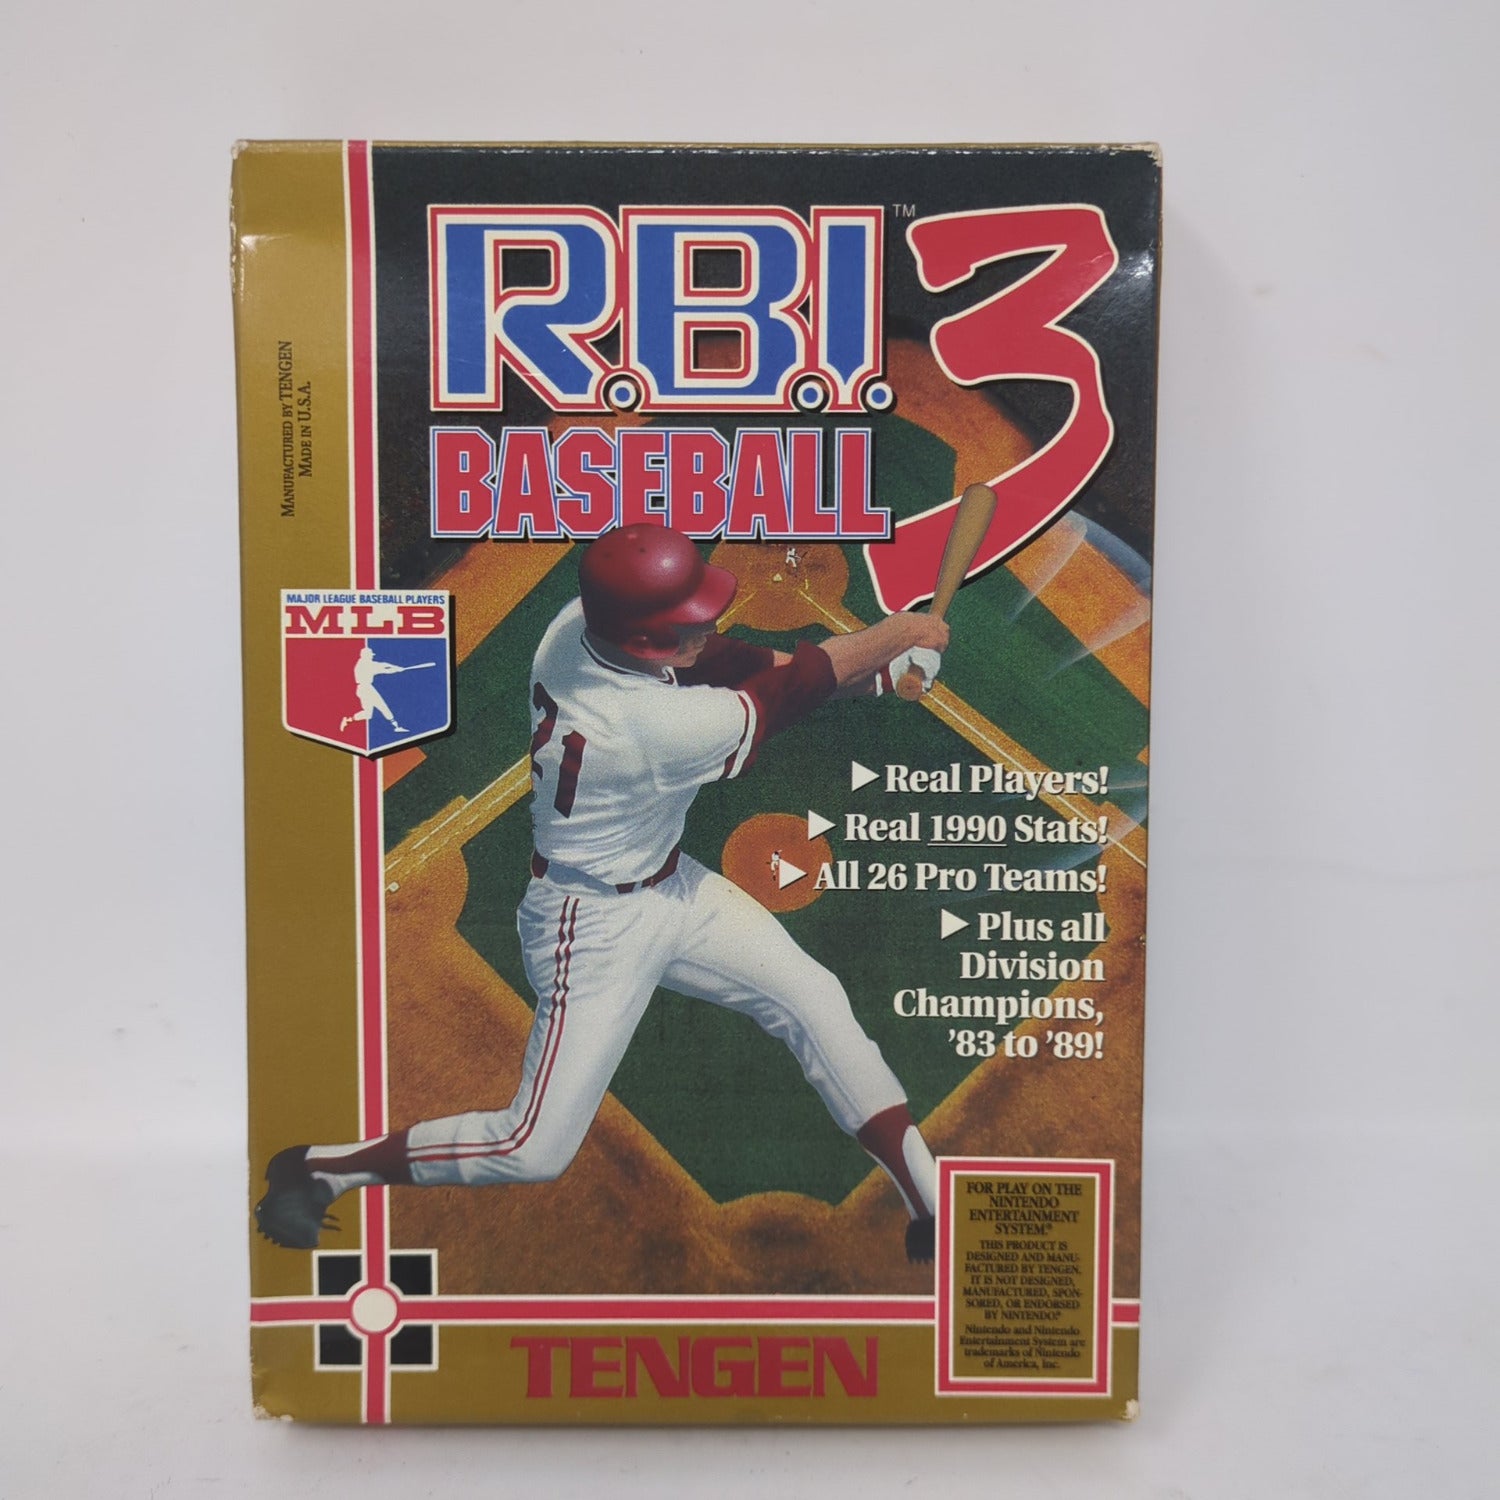 R.B.I. 3
TM
BASEBALL
MANUFACTURED BY TENGEN
MADE IN U.S.A.
MAJOR LEAGUE BASEBALL PLAYERS
MLB
21
Real Players!
Real 1990 Stats!
All 26 Pro Teams!
Plus all
Division
Champions,
'83 to '89!
FOR PLAY ON THE
NINTENDO
ENTERTAINMENT
SYSTEM®
THIS PRODUCT IS
DESIGNED AND MANU-
FACTURED BY TENGEN.
IT IS NOT DESIGNED,
MANUFACTURED, SPON-
SORED, OR ENDORSED
BY NINTENDO®
Nintendo and Nintendo
Entertainment System are
trademarks of Nintendo
of America, Inc.
TENGEN